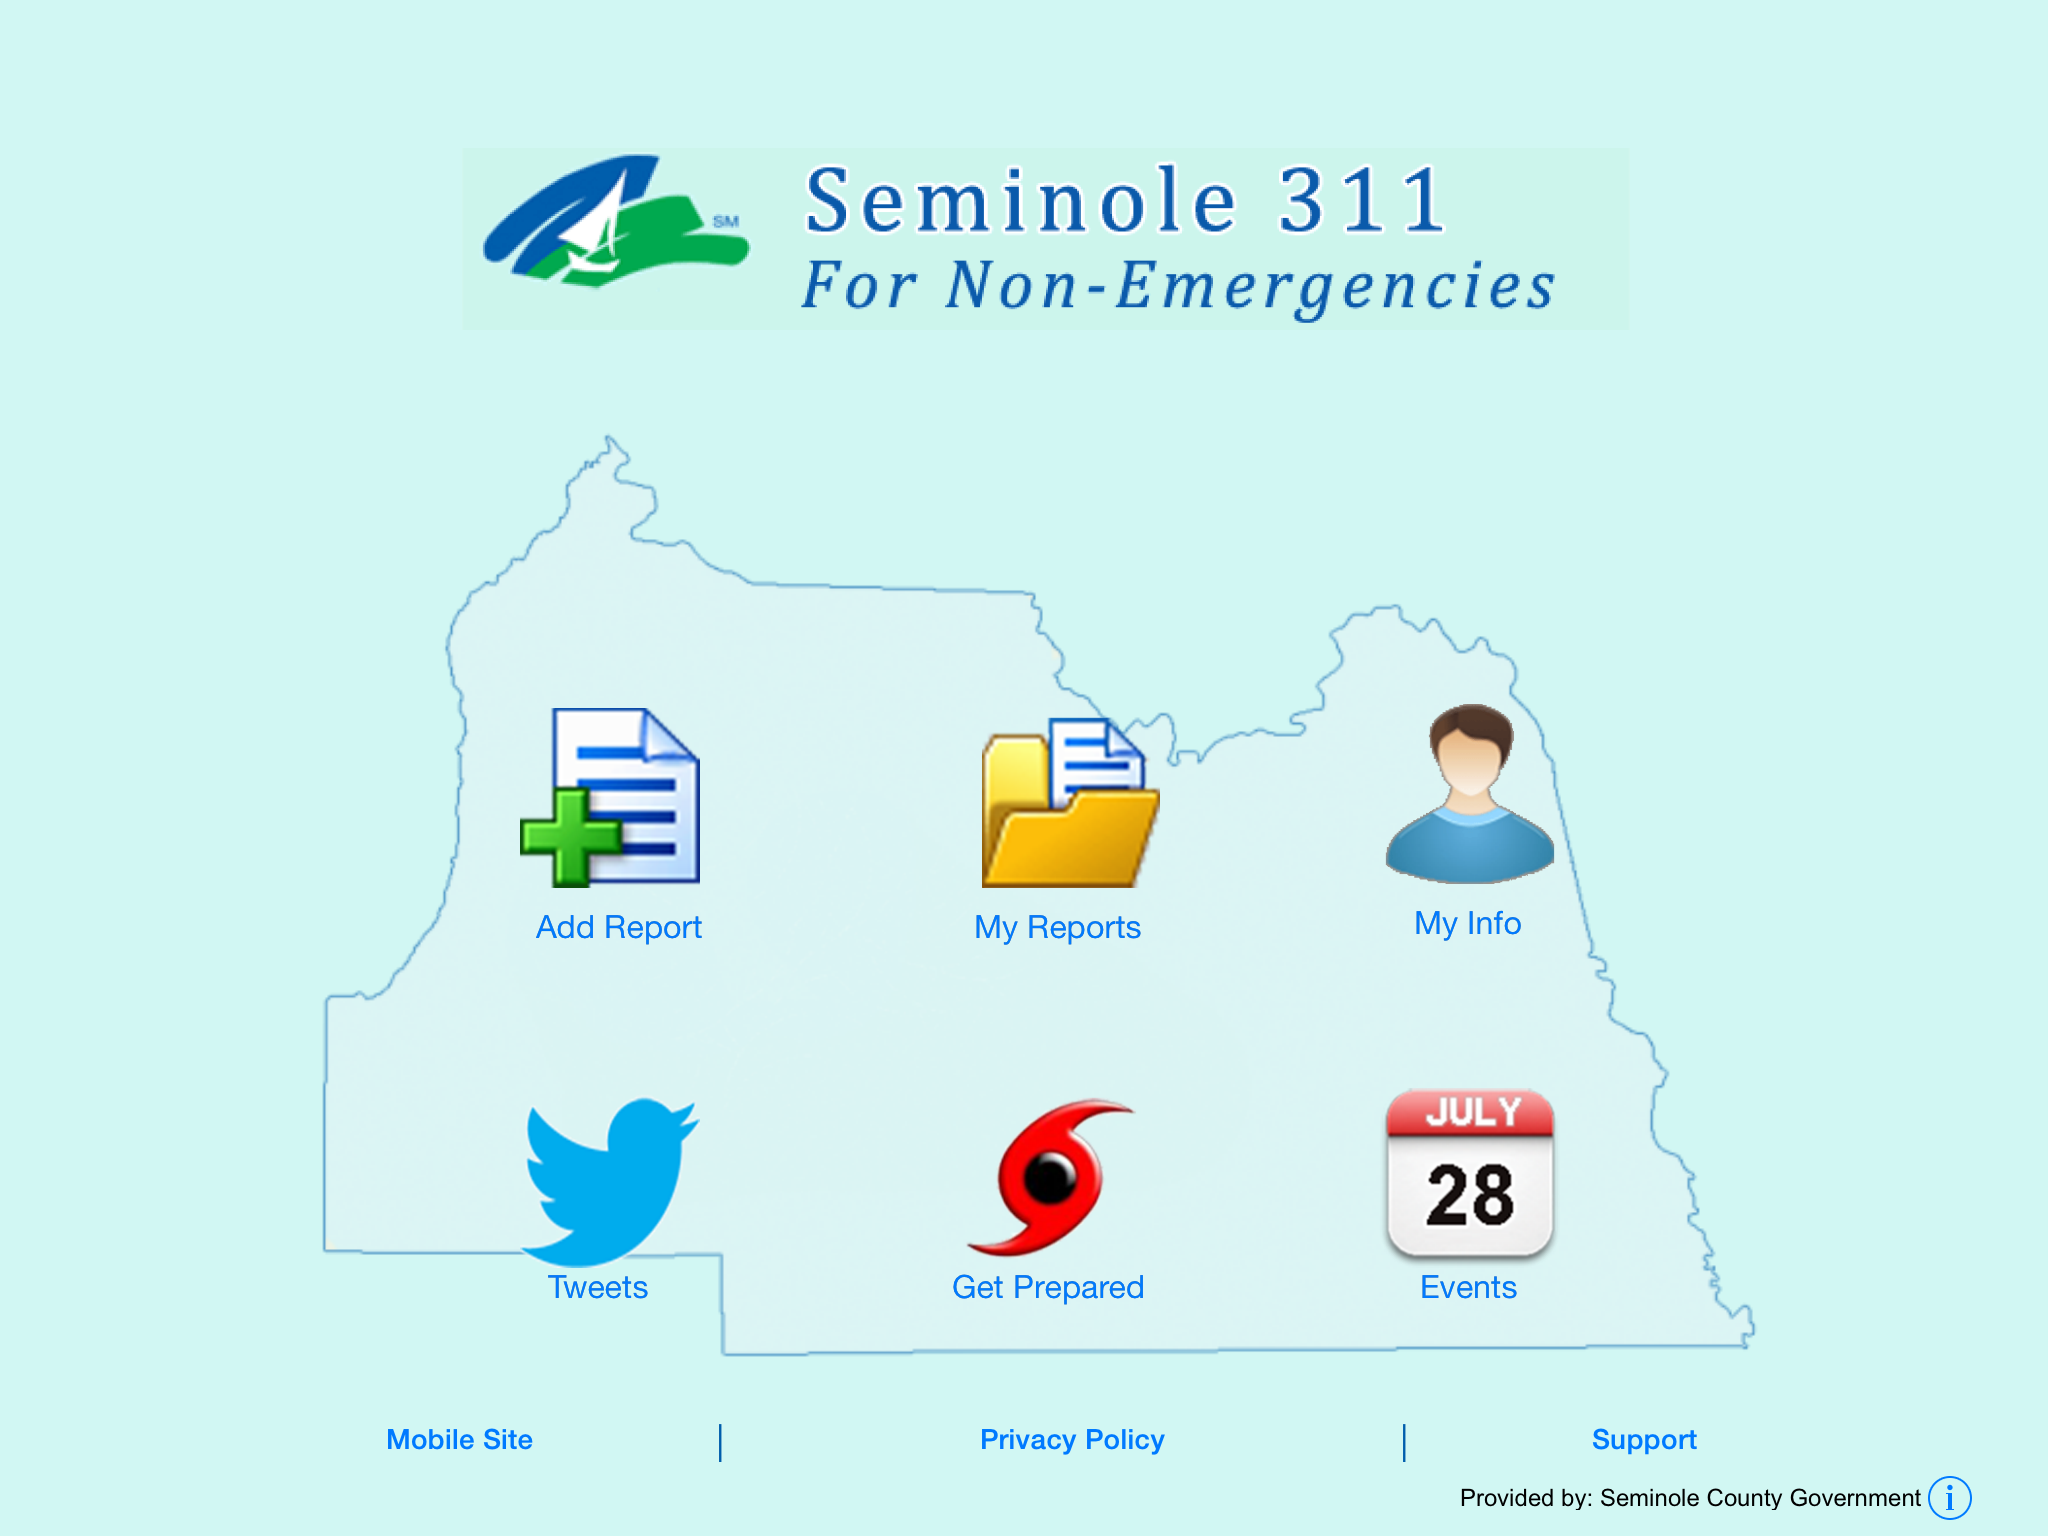 SM
Seminole 311
For Non-Emergencies
Add Report
My Reports
My Info
JULY
28
Tweets
Get Prepared
Events
Mobile Site | Privacy Policy | Support
Provided by: Seminole County Government i